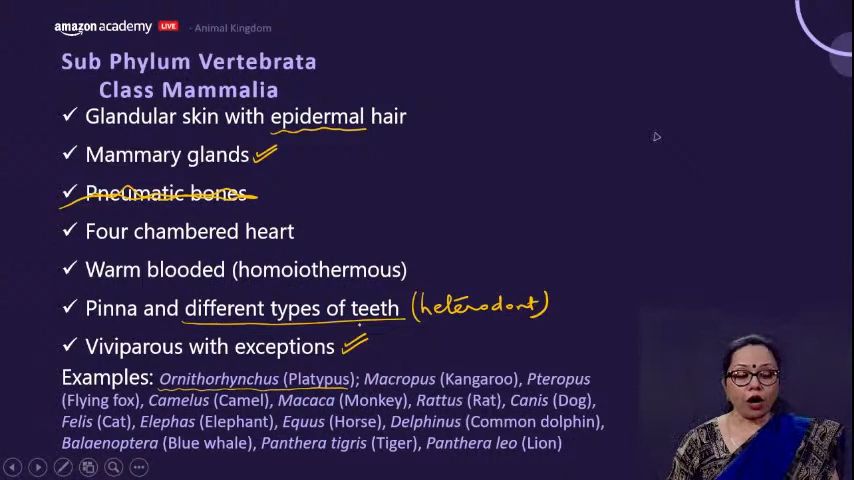 amazon academy LIVE - Animal Kingdom
Sub Phylum Vertebrata
Class Mammalia
✓ Glandular skin with epidermal hair
✓ Mammary glands
✓ Pneumatic bones
✓ Four chambered heart
✓ Warm blooded (homoiothermous)
✓ Pinna and different types of teeth (heterodont)
✓ Viviparous with exceptions
Examples: Ornithorhynchus (Platypus); Macropus (Kangaroo), Pteropus
(Flying fox), Camelus (Camel), Macaca (Monkey), Rattus (Rat), Canis (Dog),
Felis (Cat), Elephas (Elephant), Equus (Horse), Delphinus (Common dolphin),
Balaenoptera (Blue whale), Panthera tigris (Tiger), Panthera leo (Lion)